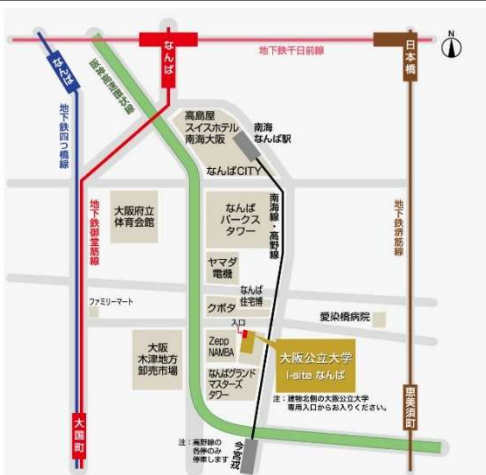 なんば
なんば
地下鉄千日前線
日本橋
N
阪神高速環状線
地下鉄四つ橋線
高島屋
スイスホテル
南海大阪
南海
なんば駅
なんばCITY
大阪府立
体育会館
なんば
パークス
タワー
南海線・高野線
地下鉄御堂筋線
地下鉄堺筋線
ヤマダ
電機
なんば
住宅博
クボタ
ファミリーマート
愛染橋病院
入口
大阪
木津地方
卸売市場
Zepp
NAMBA
大阪公立大学
I-site なんば
なんばグランド
マスターズ
タワー
注：建物北側の大阪公立大学
専用入口からお入りください。
大国町
恵美須町
注：高野線の
各停のみ
停車します
今宮戎